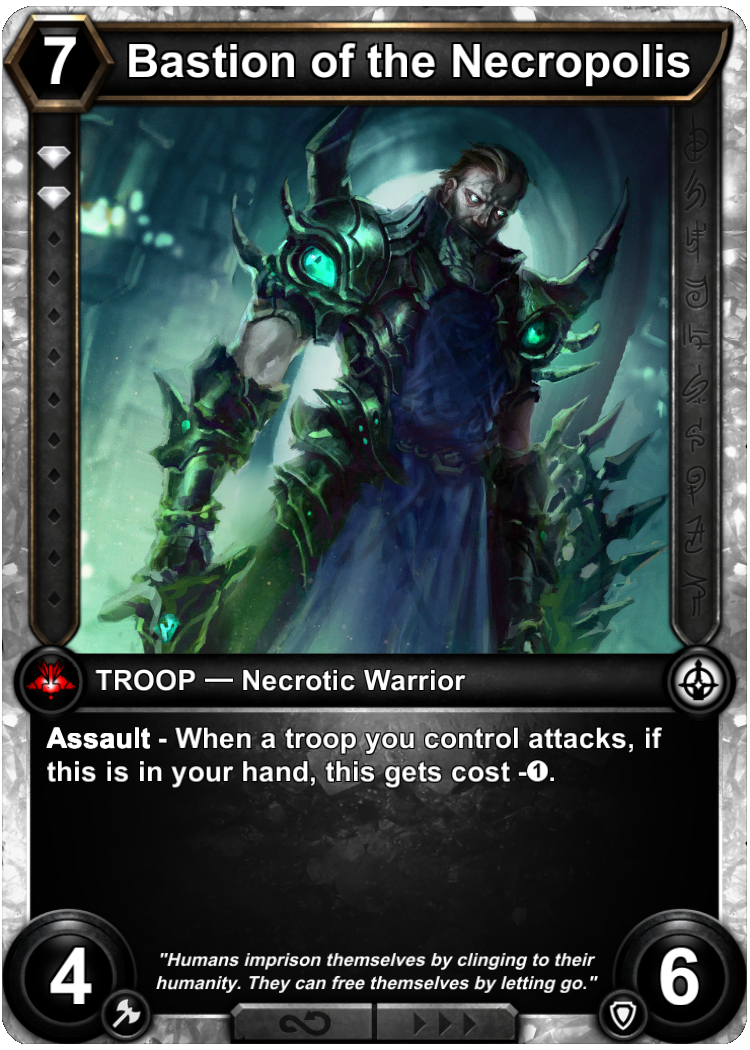 7
Bastion of the Necropolis
TROOP — Necrotic Warrior
Assault - When a troop you control attacks, if
this is in your hand, this gets cost -❶.
"Humans imprison themselves by clinging to their
humanity. They can free themselves by letting go."
4
6